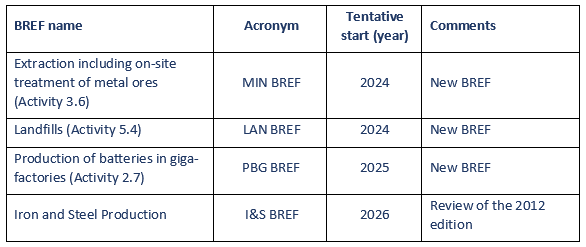 BREF name
Acronym
Tentative
start (year)
Comments
Extraction including on-site
treatment of metal ores
(Activity 3.6)
MIN BREF
2024
New BREF
Landfills (Activity 5.4)
LAN BREF
2024
New BREF
Production of batteries in giga-
factories (Activity 2.7)
PBG BREF
2025
New BREF
Iron and Steel Production
I&S BREF
2026
Review of the 2012
edition